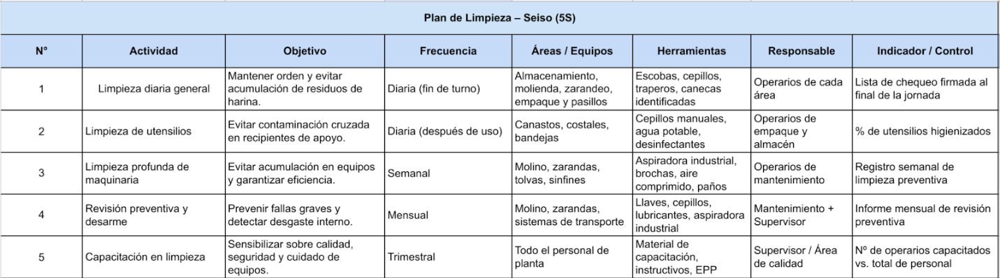 Plan de Limpieza – Seiso (5S)
N°
Actividad
Objetivo
Frecuencia
Áreas / Equipos
Herramientas
Responsable
Indicador / Control
1
Limpieza diaria general
Mantener orden y evitar
acumulación de residuos de
harina.
Diaria (fin de turno)
Almacenamiento,
molienda, zarandeo,
empaque y pasillos
Escobas, cepillos,
traperos, canecas
identificadas
Operarios de cada
área
Lista de chequeo firmada al
final de la jornada
2
Limpieza de utensilios
Evitar contaminación cruzada
en recipientes de apoyo.
Diaria (después de uso)
Canastos, costales,
bandejas
Cepillos manuales,
agua potable,
desinfectantes
Operarios de
empaque y
almacén
% de utensilios higienizados
3
Limpieza profunda de
maquinaria
Evitar acumulación en equipos
y garantizar eficiencia.
Semanal
Molino, zarandas,
tolvas, sinfines
Aspiradora industrial,
brochas, aire
comprimido, paños
Operarios de
mantenimiento
Registro semanal de
limpieza preventiva
4
Revisión preventiva y
desarme
Prevenir fallas graves y
detectar desgaste interno.
Mensual
Molino, zarandas,
sistemas de transporte
Llaves, cepillos,
lubricantes, aspiradora
industrial
Mantenimiento +
Supervisor
Informe mensual de revisión
preventiva
5
Capacitación en limpieza
Sensibilizar sobre calidad,
seguridad y cuidado de
equipos.
Trimestral
Todo el personal de
planta
Material de
capacitación,
instructivos, EPP
Supervisor / Área
de calidad
Nº de operarios capacitados
vs. total de personal